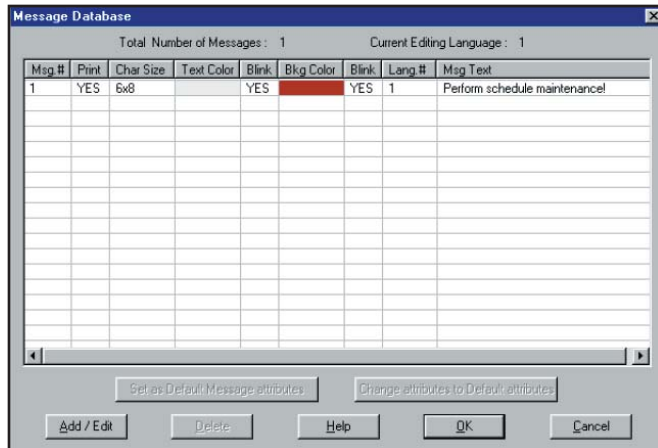 Message Database
Total Number of Messages : 1 Current Editing Language : 1
Msg.# Print Char Size Text Color Blink Bkg Color Blink Lang.# Msg Text
1 YES 6x8 YES YES 1 Perform schedule maintenance!
Set as Default Message attributes Change attributes to Default attributes
Add / Edit Delete Help OK Cancel